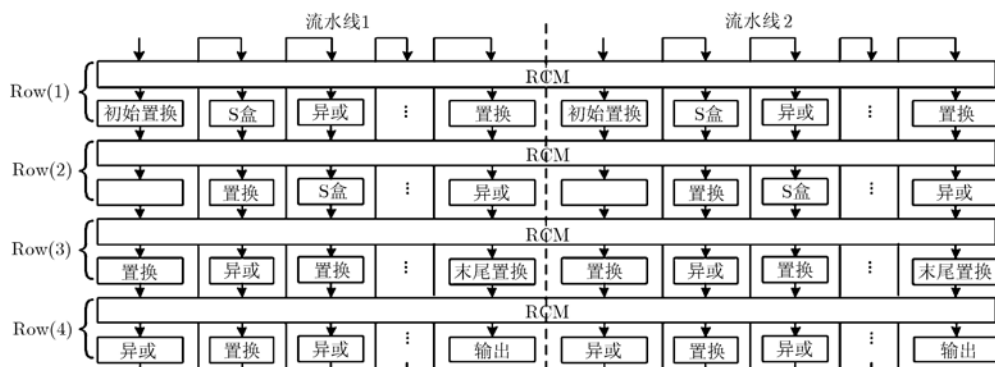 流水线1 流水线2
RCM
Row(1)
初始置换 S盒 异或 ⋮ 置换 初始置换 S盒 异或 ⋮ 置换
RCM
Row(2)
置换 S盒 ⋮ 异或 置换 S盒 ⋮ 异或
RCM
Row(3)
置换 异或 置换 ⋮ 末尾置换 置换 异或 置换 ⋮ 末尾置换
RCM
Row(4)
异或 置换 异或 ⋮ 输出 异或 置换 异或 ⋮ 输出